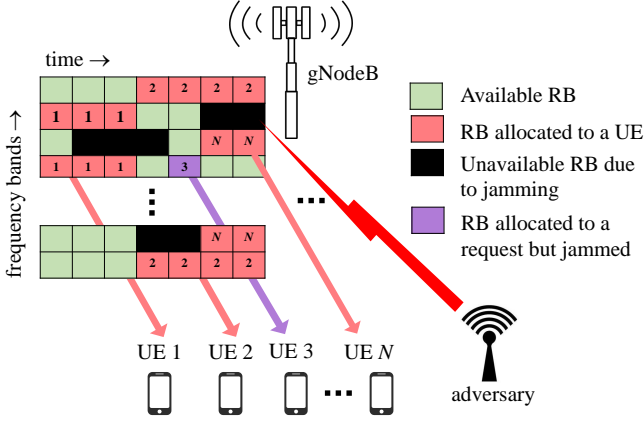 time →
gNodeB
frequency bands →
2 2 2 2
1 1 1
N N
1 1 1 3
N N
2 2 2 2
Available RB
RB allocated to a UE
Unavailable RB due
to jamming
RB allocated to a
request but jammed
UE 1 UE 2 UE 3 UE N
adversary